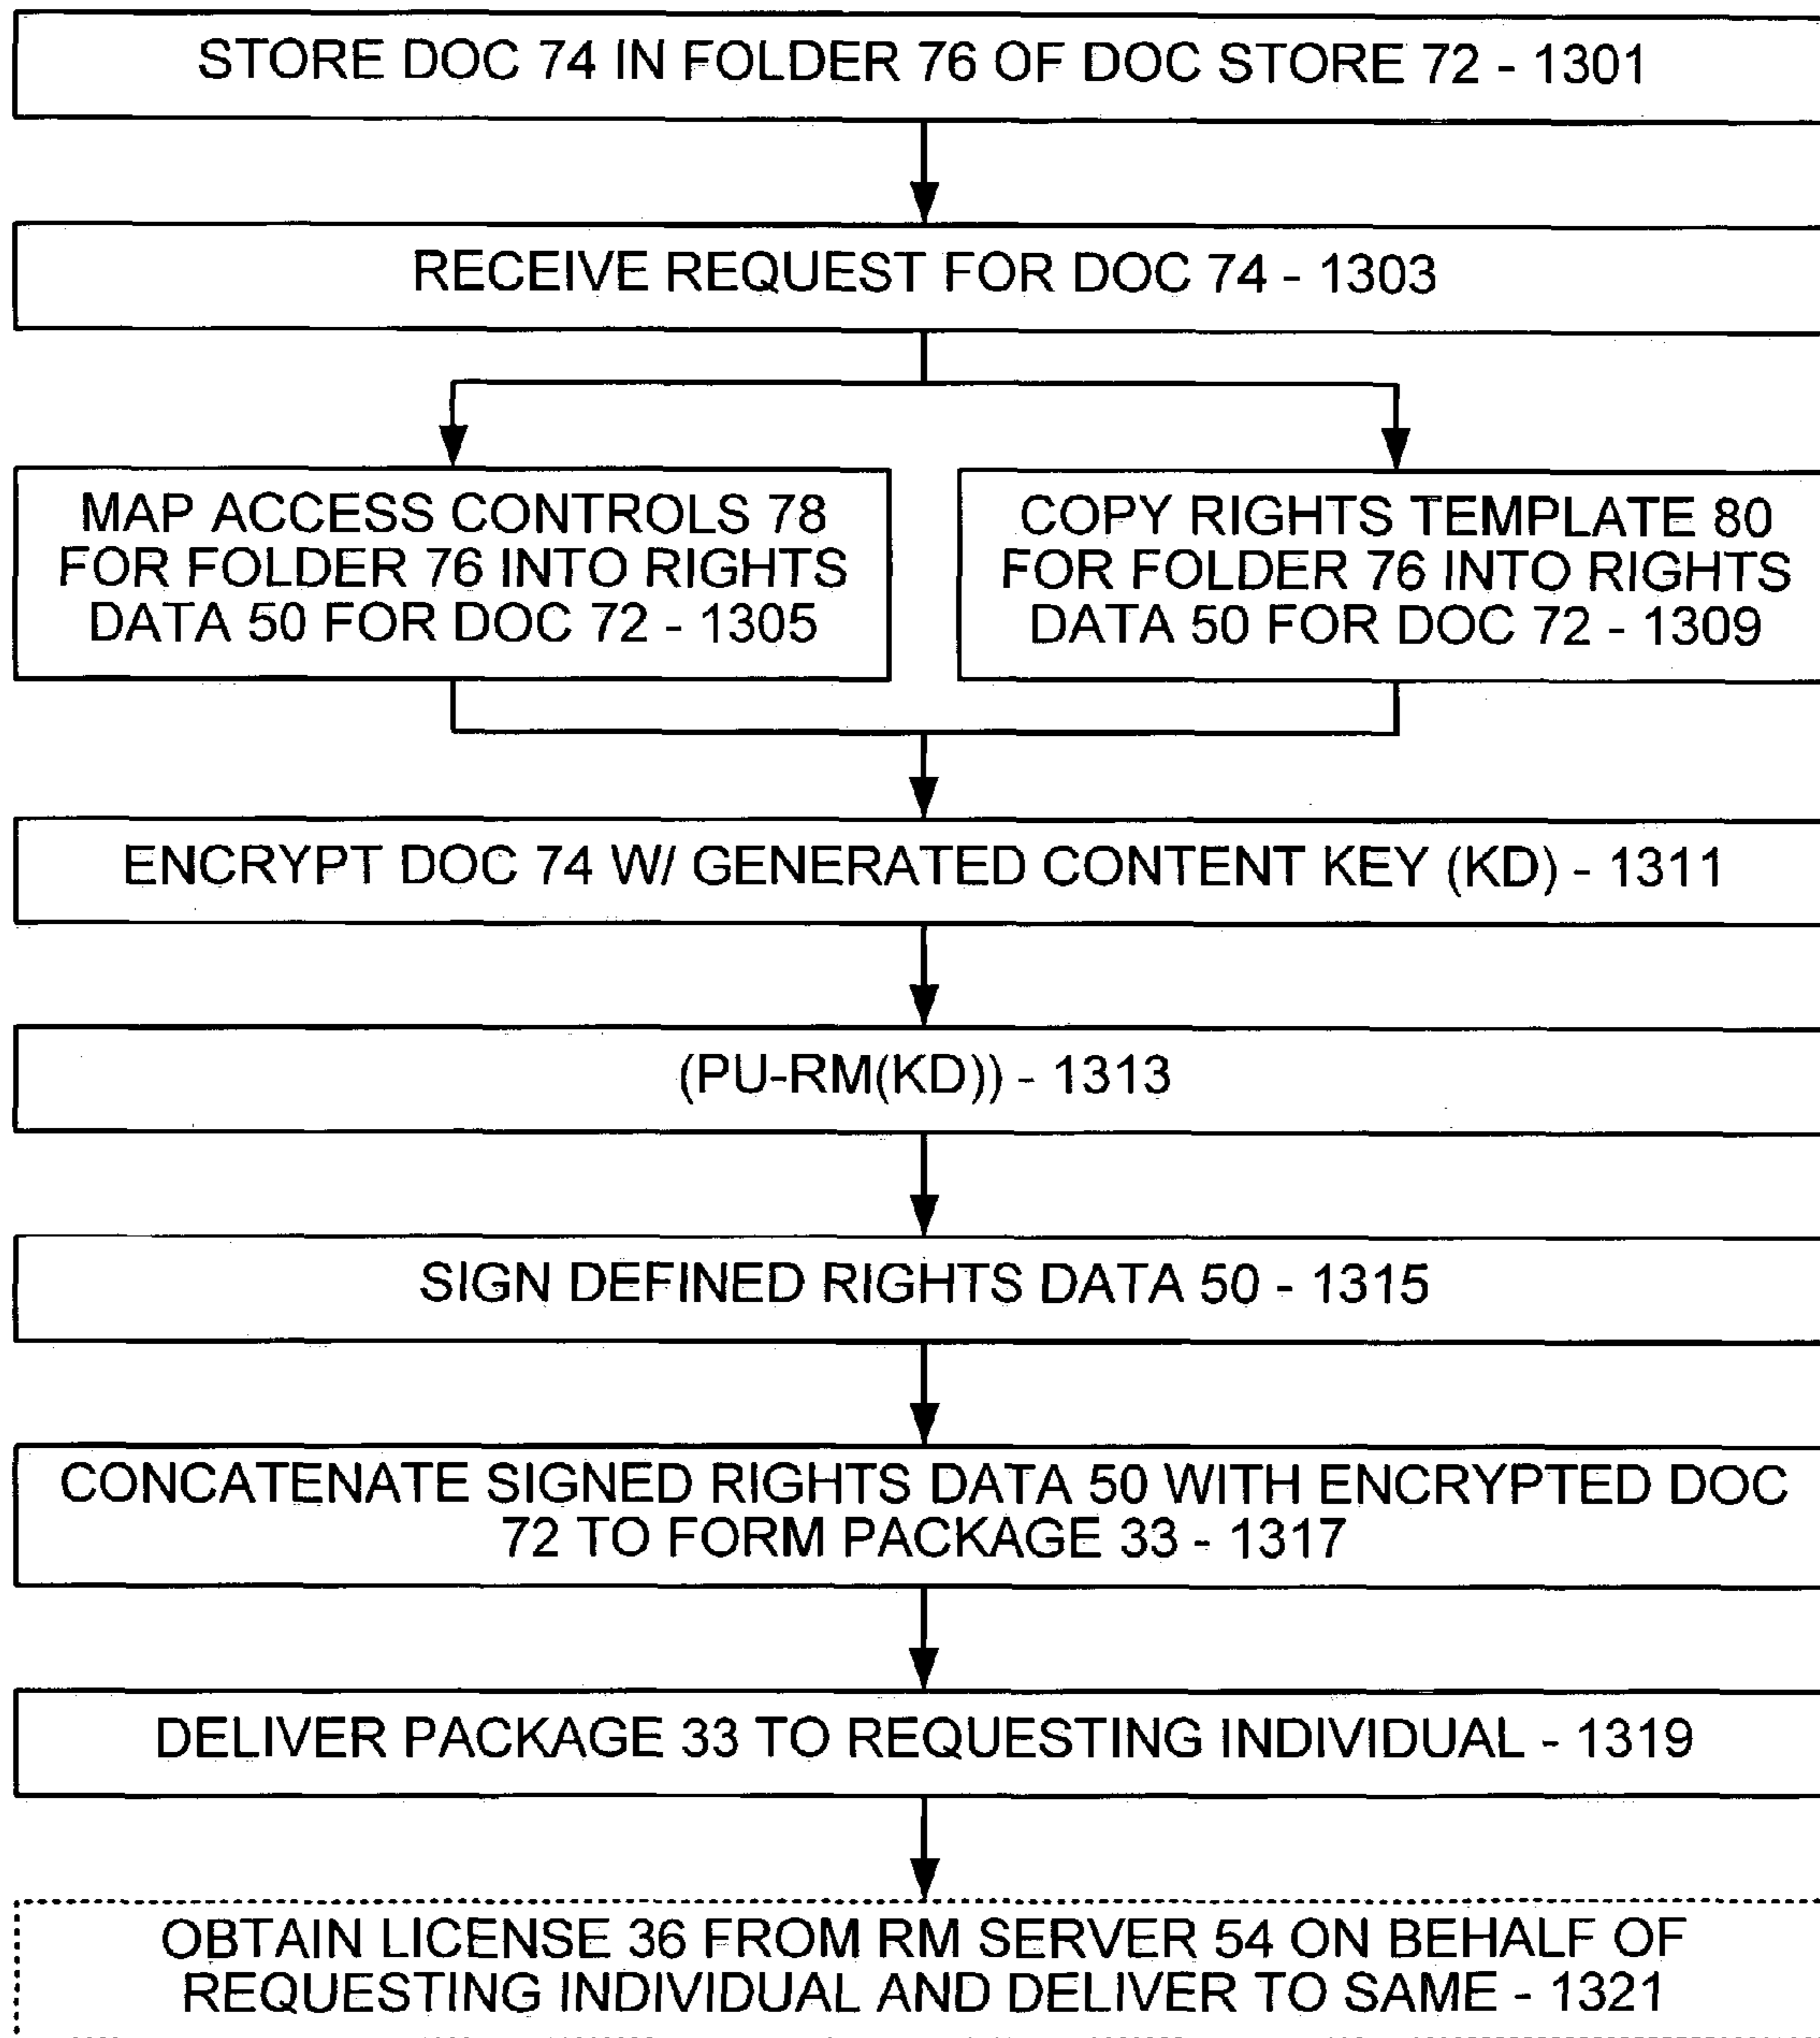 STORE DOC 74 IN FOLDER 76 OF DOC STORE 72 - 1301
RECEIVE REQUEST FOR DOC 74 - 1303
MAP ACCESS CONTROLS 78
FOR FOLDER 76 INTO RIGHTS
DATA 50 FOR DOC 72 - 1305
COPY RIGHTS TEMPLATE 80
FOR FOLDER 76 INTO RIGHTS
DATA 50 FOR DOC 72 - 1309
ENCRYPT DOC 74 W/ GENERATED CONTENT KEY (KD) - 1311
(PU-RM(KD)) - 1313
SIGN DEFINED RIGHTS DATA 50 - 1315
CONCATENATE SIGNED RIGHTS DATA 50 WITH ENCRYPTED DOC
72 TO FORM PACKAGE 33 - 1317
DELIVER PACKAGE 33 TO REQUESTING INDIVIDUAL - 1319
OBTAIN LICENSE 36 FROM RM SERVER 54 ON BEHALF OF
REQUESTING INDIVIDUAL AND DELIVER TO SAME - 1321